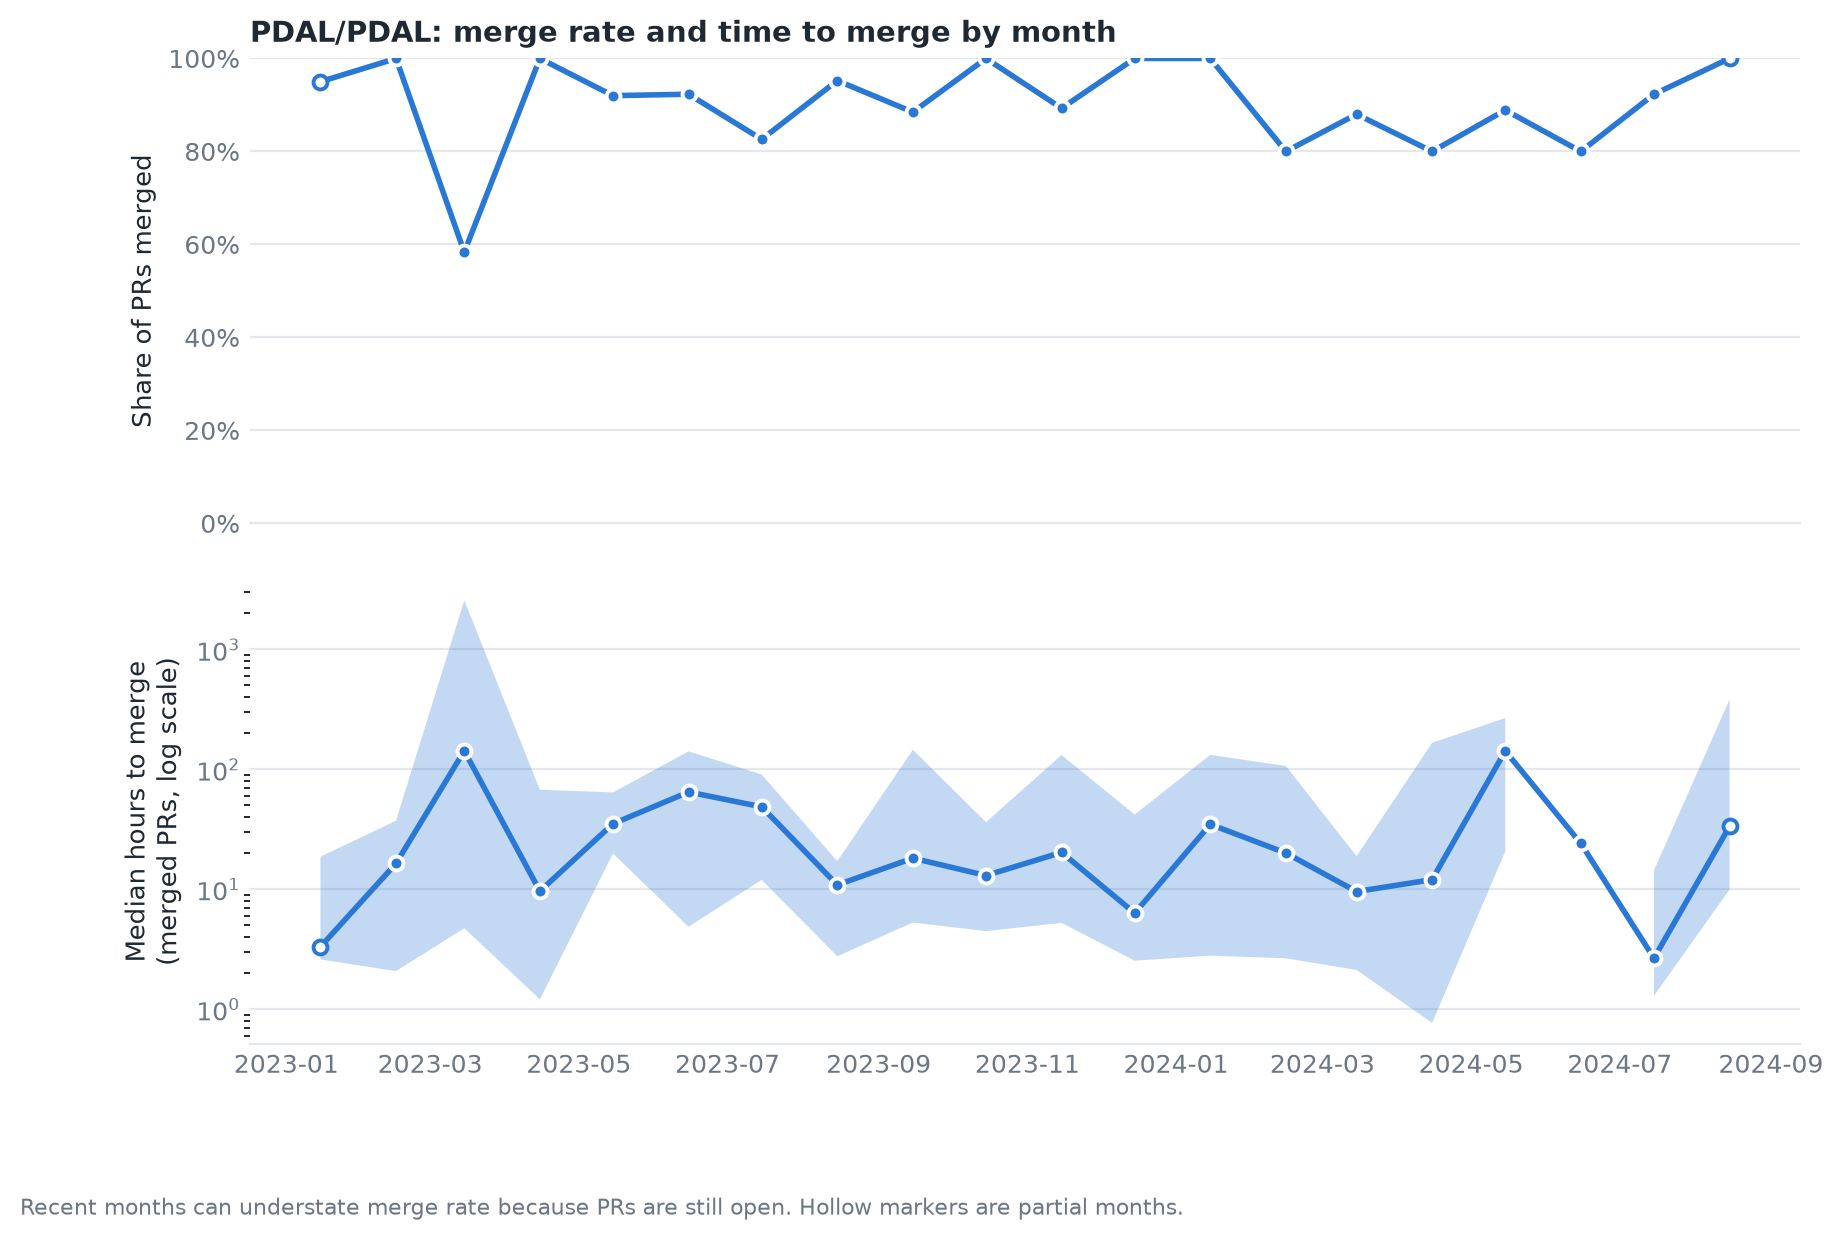 PDAL/PDAL: merge rate and time to merge by month
100%
80%
60%
40%
20%
0%
Share of PRs merged
10³
10²
10¹
10⁰
Median hours to merge
(merged PRs, log scale)
2023-01 2023-03 2023-05 2023-07 2023-09 2023-11 2024-01 2024-03 2024-05 2024-07 2024-09
Recent months can understate merge rate because PRs are still open. Hollow markers are partial months.